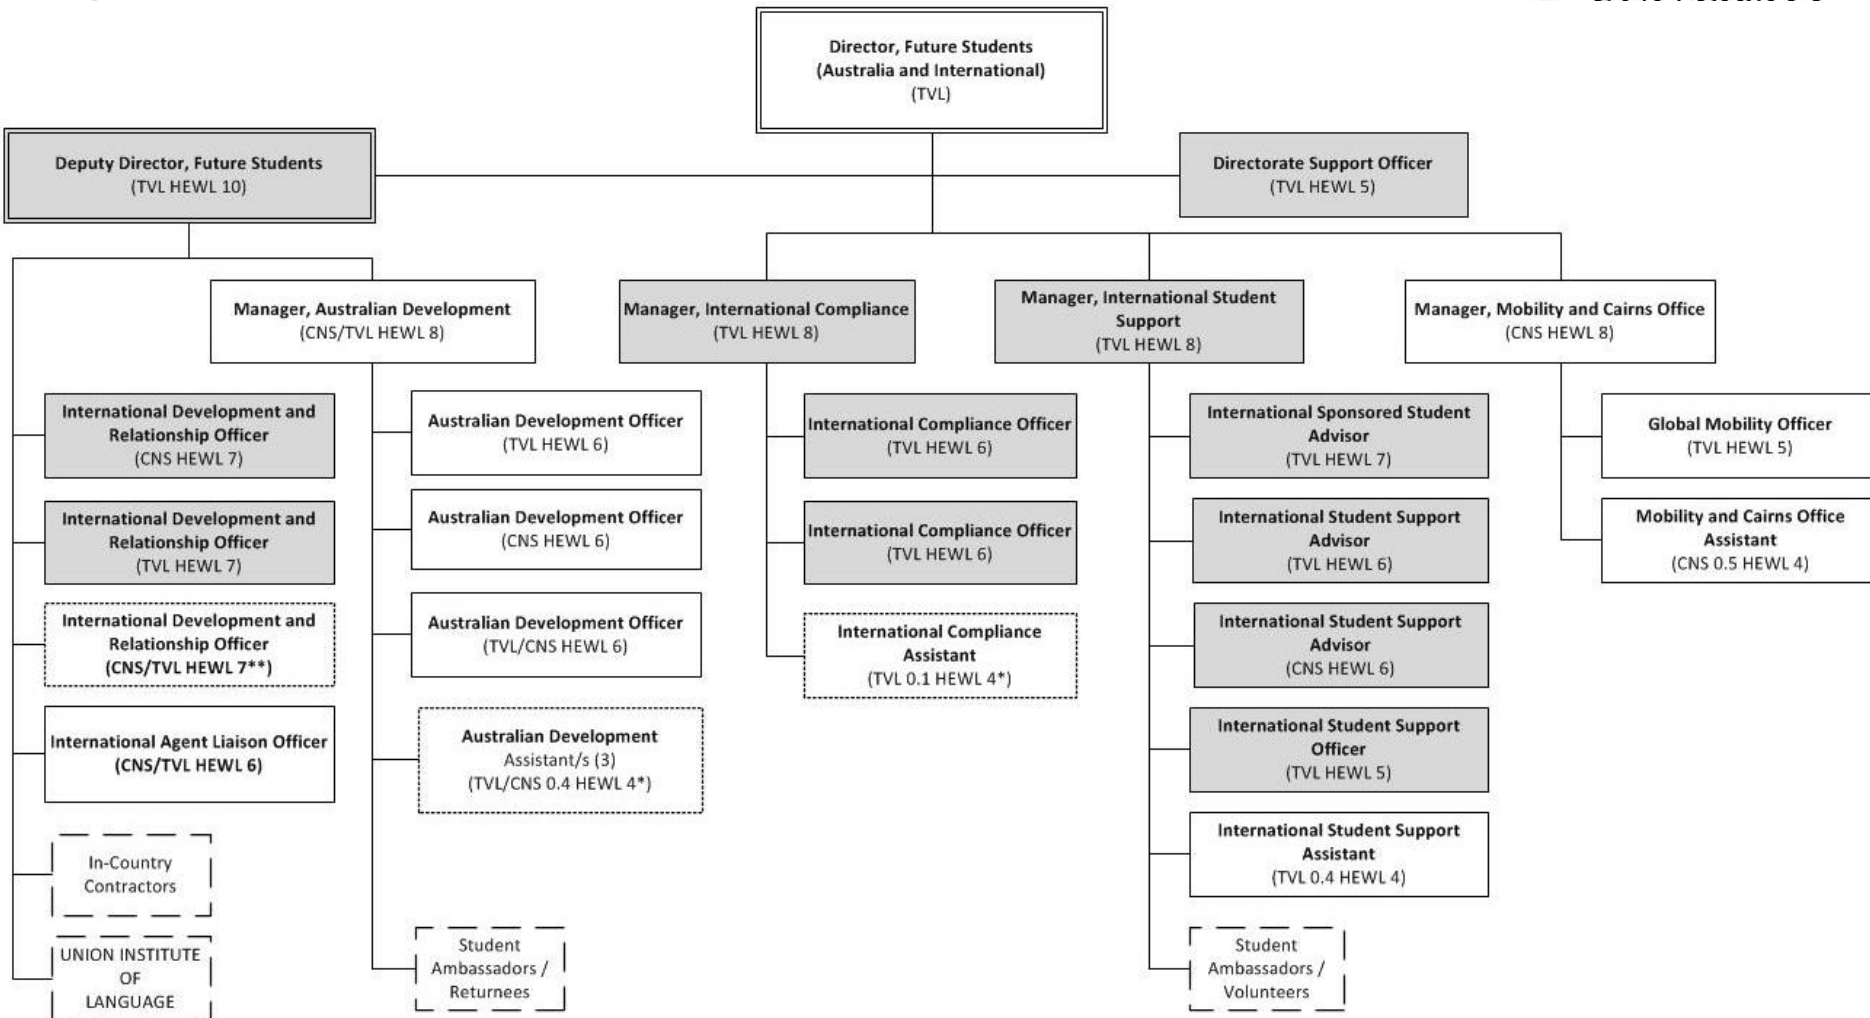 Director, Future Students
(Australia and International)
(TVL)
Deputy Director, Future Students
(TVL HEWL 10)
Directorate Support Officer
(TVL HEWL 5)
Manager, Australian Development
(CNS/TVL HEWL 8)
Manager, International Compliance
(TVL HEWL 8)
Manager, International Student
Support
(TVL HEWL 8)
Manager, Mobility and Cairns Office
(CNS HEWL 8)
International Development and
Relationship Officer
(CNS HEWL 7)
International Development and
Relationship Officer
(TVL HEWL 7)
International Development and
Relationship Officer
(CNS/TVL HEWL 7**)
International Agent Liaison Officer
(CNS/TVL HEWL 6)
In-Country
Contractors
UNION INSTITUTE
OF
LANGUAGE
Australian Development Officer
(TVL HEWL 6)
Australian Development Officer
(CNS HEWL 6)
Australian Development Officer
(TVL/CNS HEWL 6)
Australian Development
Assistant/s (3)
(TVL/CNS 0.4 HEWL 4*)
Student
Ambassadors /
Returnees
International Compliance Officer
(TVL HEWL 6)
International Compliance Officer
(TVL HEWL 6)
International Compliance
Assistant
(TVL 0.1 HEWL 4*)
International Sponsored Student
Advisor
(TVL HEWL 7)
International Student Support
Advisor
(TVL HEWL 6)
International Student Support
Advisor
(CNS HEWL 6)
International Student Support
Officer
(TVL HEWL 5)
International Student Support
Assistant
(TVL 0.4 HEWL 4)
Student
Ambassadors /
Volunteers
Global Mobility Officer
(TVL HEWL 5)
Mobility and Cairns Office
Assistant
(CNS 0.5 HEWL 4)